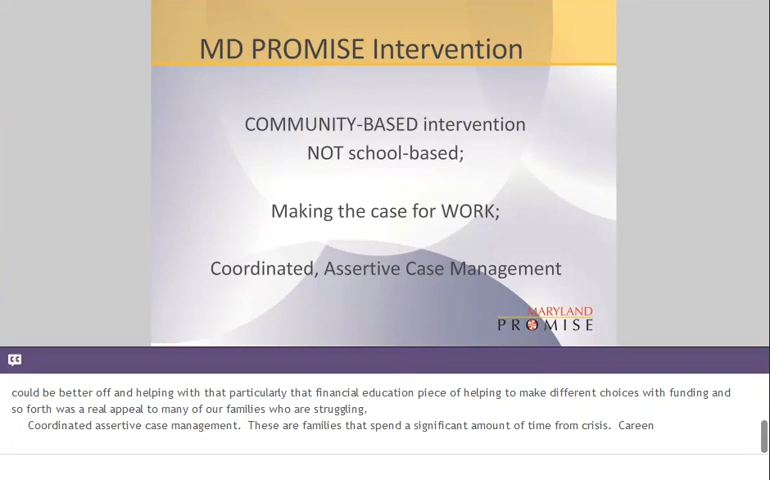 MD PROMISE Intervention
COMMUNITY-BASED intervention
NOT school-based;
Making the case for WORK;
Coordinated, Assertive Case Management
MARYLAND
PROMISE
CC
could be better off and helping with that particularly that financial education piece of helping to make different choices with funding and
so forth was a real appeal to many of our families who are struggling.
Coordinated assertive case management. These are families that spend a significant amount of time from crisis. Careen